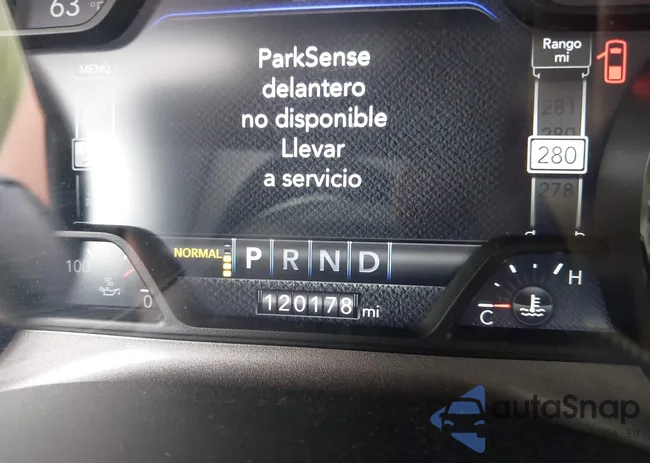 63 °F
MENÚ
ParkSense
delantero
no disponible
Llevar
a servicio
Rango
mi
281
280
280
278
NORMAL
P R N D
120178 mi
100
0
H
C
autoSnap